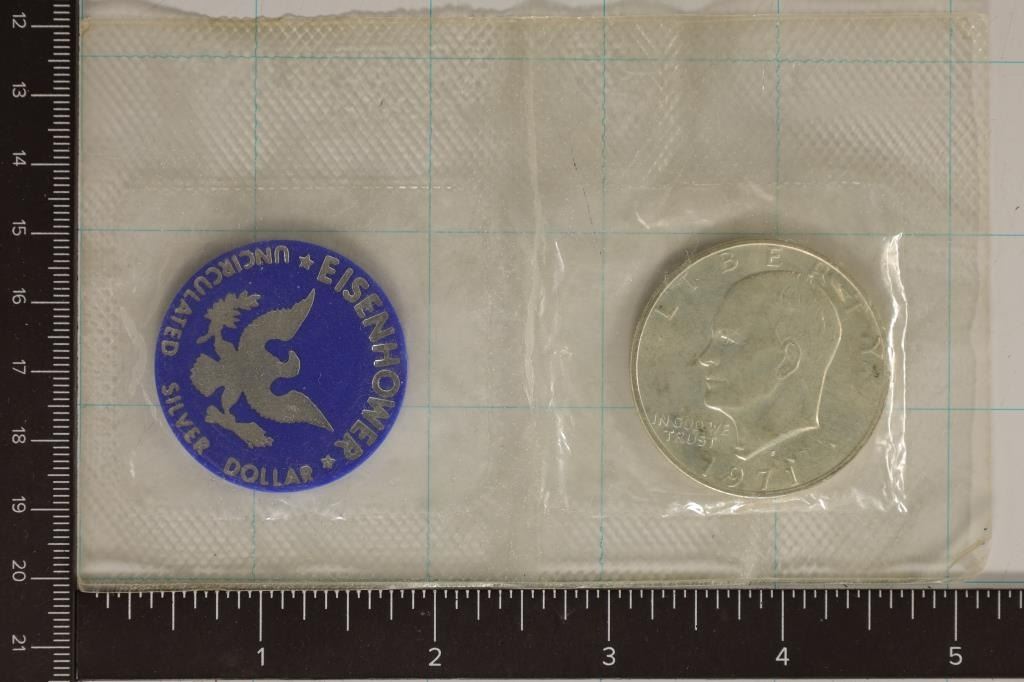 12
13
14
15
16
17
18
19
20
21
EISENHOWER
★ UNCIRCULATED SILVER DOLLAR ★
LIBERTY
IN GOD WE
TRUST
1971
1 2 3 4 5